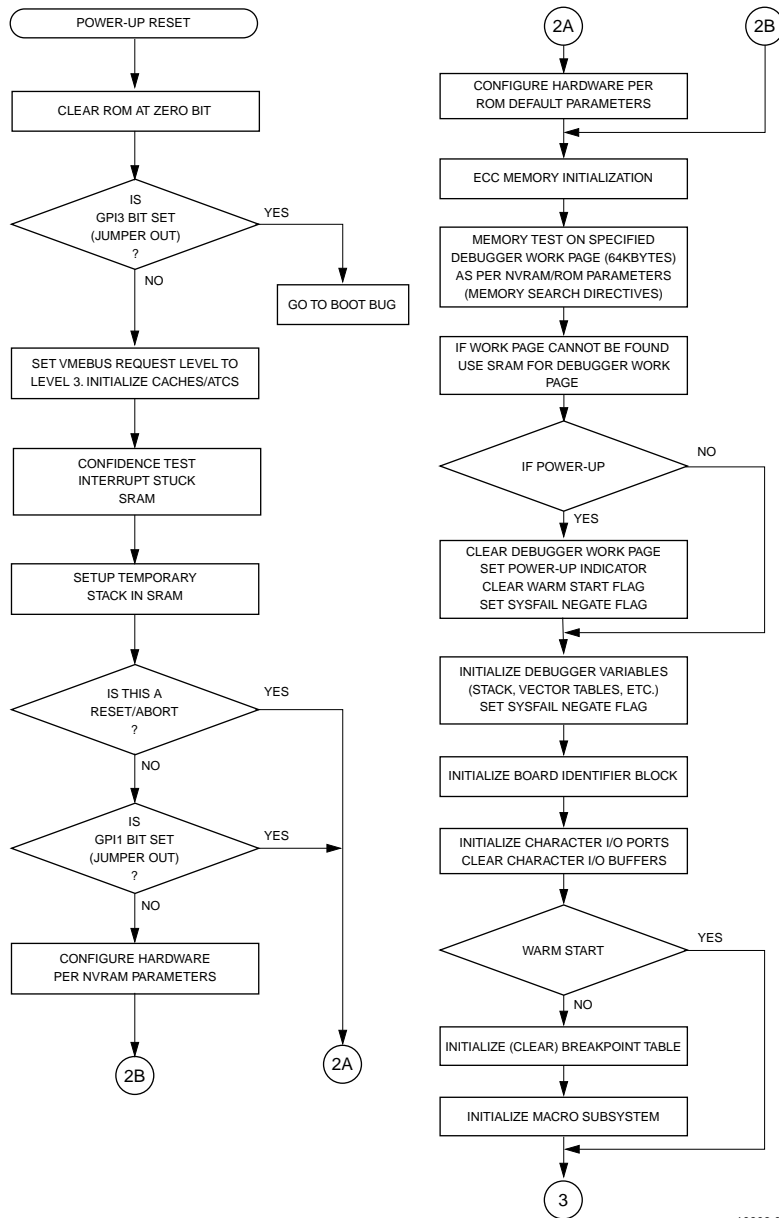 POWER-UP RESET
CLEAR ROM AT ZERO BIT
IS
GPI3 BIT SET
(JUMPER OUT)
?
YES
NO
GO TO BOOT BUG
SET VMEBUS REQUEST LEVEL TO
LEVEL 3. INITIALIZE CACHES/ATCS
CONFIDENCE TEST
INTERRUPT STUCK
SRAM
SETUP TEMPORARY
STACK IN SRAM
IS THIS A
RESET/ABORT
?
YES
NO
IS
GPI1 BIT SET
(JUMPER OUT)
?
YES
NO
CONFIGURE HARDWARE
PER NVRAM PARAMETERS
2B
2A
2A
2B
CONFIGURE HARDWARE PER
ROM DEFAULT PARAMETERS
ECC MEMORY INITIALIZATION
MEMORY TEST ON SPECIFIED
DEBUGGER WORK PAGE (64KBYTES)
AS PER NVRAM/ROM PARAMETERS
(MEMORY SEARCH DIRECTIVES)
IF WORK PAGE CANNOT BE FOUND
USE SRAM FOR DEBUGGER WORK
PAGE
IF POWER-UP
NO
YES
CLEAR DEBUGGER WORK PAGE
SET POWER-UP INDICATOR
CLEAR WARM START FLAG
SET SYSFAIL NEGATE FLAG
INITIALIZE DEBUGGER VARIABLES
(STACK, VECTOR TABLES, ETC.)
SET SYSFAIL NEGATE FLAG
INITIALIZE BOARD IDENTIFIER BLOCK
INITIALIZE CHARACTER I/O PORTS
CLEAR CHARACTER I/O BUFFERS
WARM START
YES
NO
INITIALIZE (CLEAR) BREAKPOINT TABLE
INITIALIZE MACRO SUBSYSTEM
3